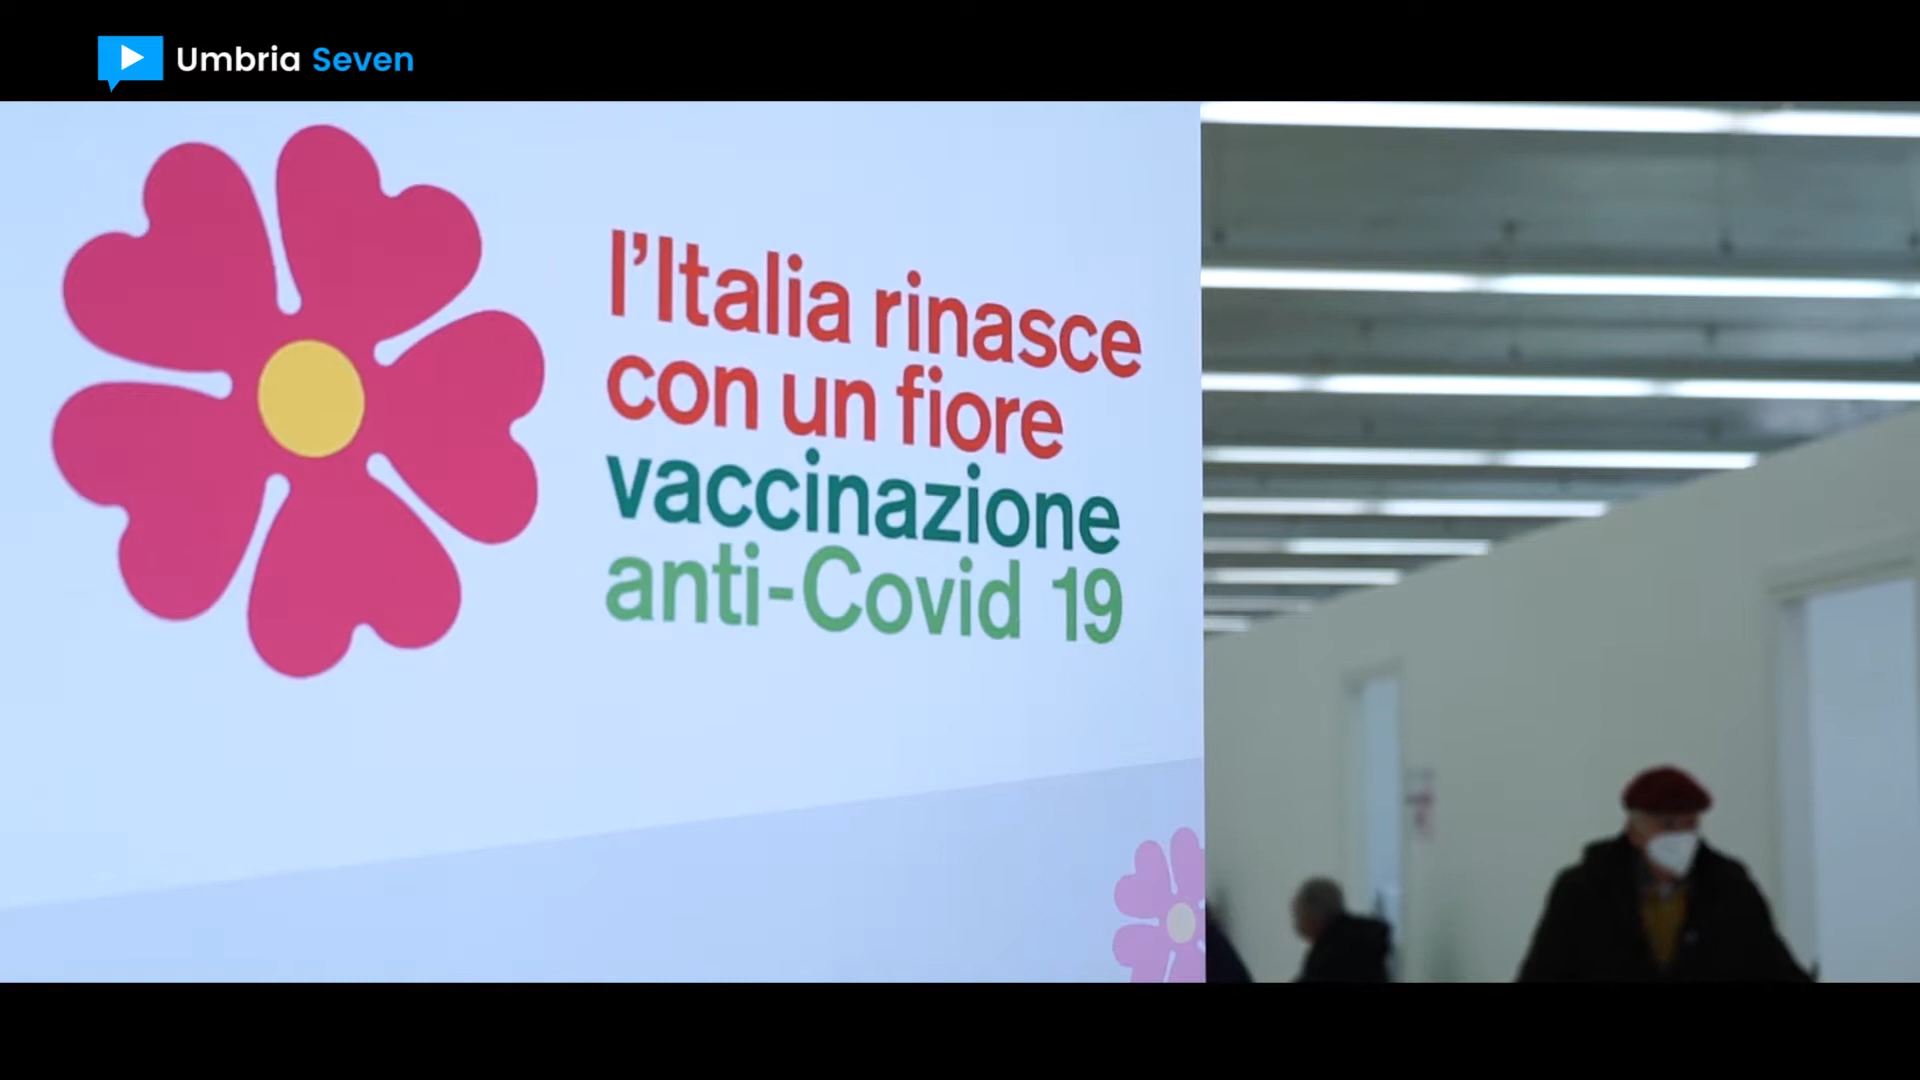 Umbria Seven
l'Italia rinasce
con un fiore
vaccinazione
anti-Covid 19